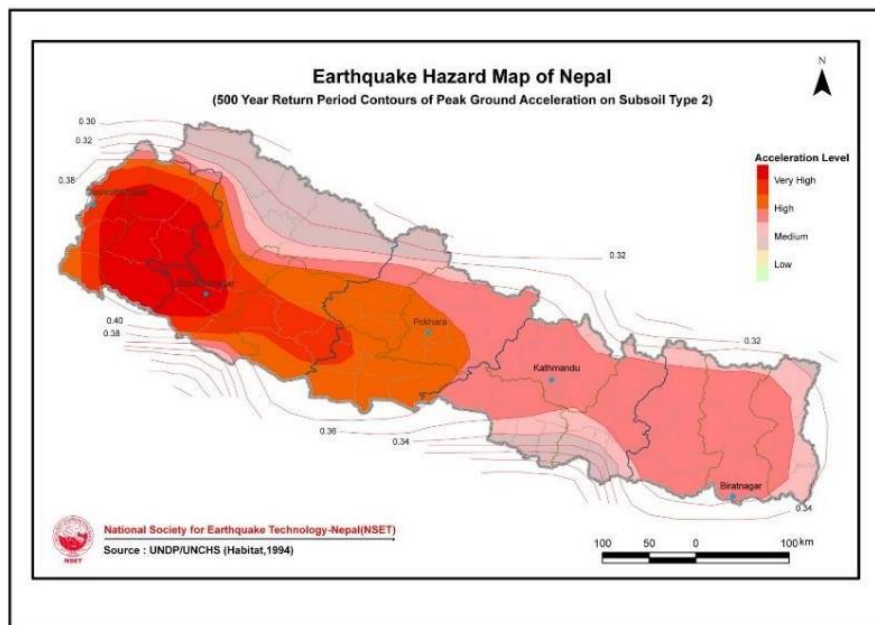 Earthquake Hazard Map of Nepal
(500 Year Return Period Contours of Peak Ground Acceleration on Subsoil Type 2)
N
0.30
0.32
0.38
Acceleration Level
Very High
High
Medium
Low
0.32
0.40
0.38
Pokhara
0.32
Kathmandu
0.36
0.34
Biratnagar
0.34
National Society for Earthquake Technology-Nepal(NSET)
Source : UNDP/UNCHS (Habitat,1994)
NSET
100 50 0 100 km